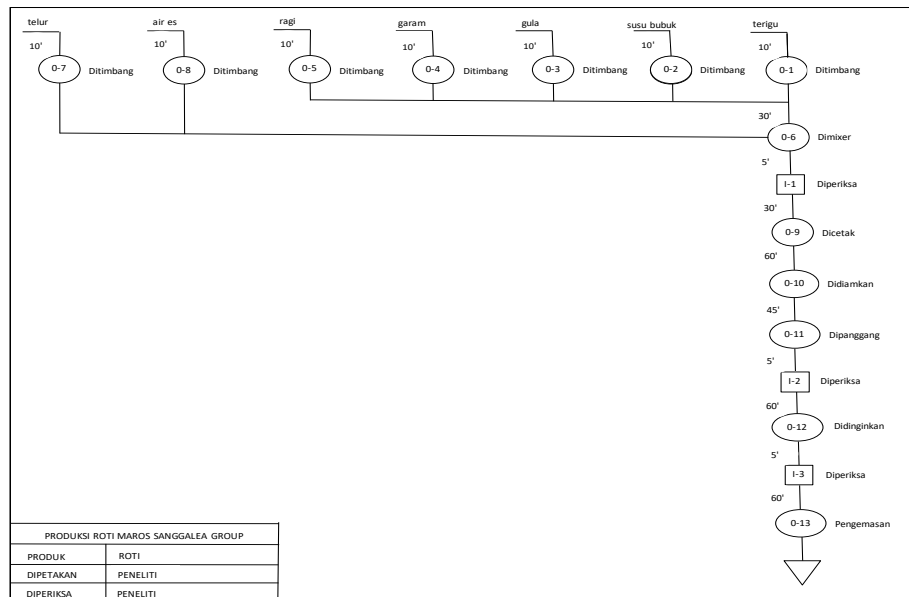 telur air es ragi garam gula susu bubuk terigu
10' 10' 10' 10' 10' 10' 10'
0-7 Ditimbang 0-8 Ditimbang 0-5 Ditimbang 0-4 Ditimbang 0-3 Ditimbang 0-2 Ditimbang 0-1 Ditimbang
30'
0-6 Dimixer
5'
I-1 Diperiksa
30'
0-9 Dicetak
60'
0-10 Didiamkan
45'
0-11 Dipanggang
5'
I-2 Diperiksa
60'
0-12 Didinginkan
5'
I-3 Diperiksa
60'
0-13 Pengemasan
PRODUKSI ROTI MAROS SANGGALEA GROUP
PRODUK ROTI
DIPETAKAN PENELITI
DIPERIKSA PENELITI